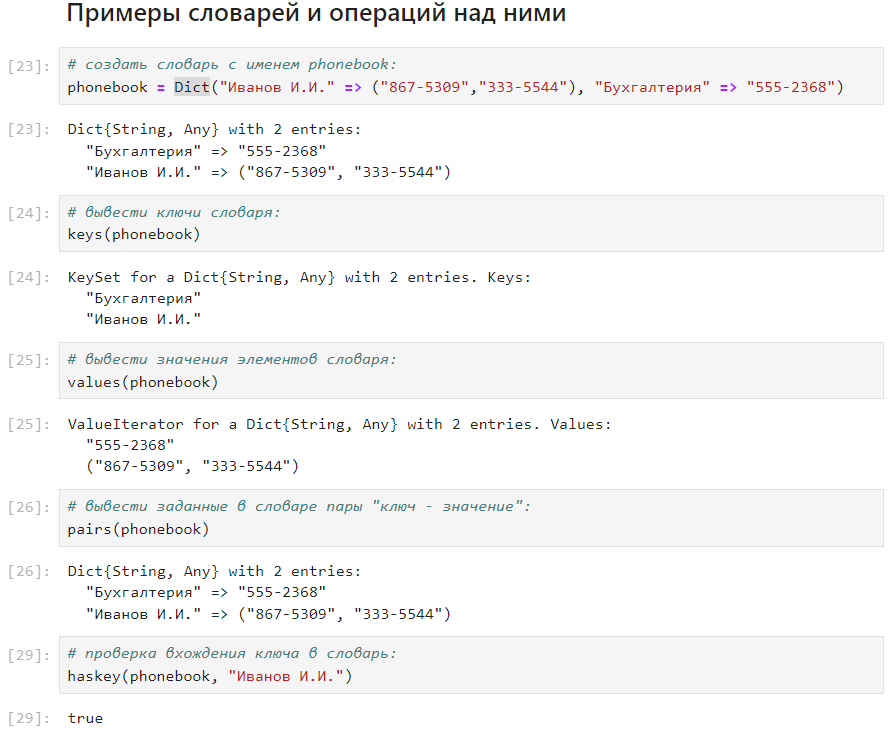 Примеры словарей и операций над ними
[23]: # создать словарь с именем phonebook:
phonebook = Dict("Иванов И.И." => ("867-5309","333-5544"), "Бухгалтерия" => "555-2368")
[23]: Dict{String, Any} with 2 entries:
"Бухгалтерия" => "555-2368"
"Иванов И.И." => ("867-5309", "333-5544")
[24]: # вывести ключи словаря:
keys(phonebook)
[24]: KeySet for a Dict{String, Any} with 2 entries. Keys:
"Бухгалтерия"
"Иванов И.И."
[25]: # вывести значения элементов словаря:
values(phonebook)
[25]: ValueIterator for a Dict{String, Any} with 2 entries. Values:
"555-2368"
("867-5309", "333-5544")
[26]: # вывести заданные в словаре пары "ключ - значение":
pairs(phonebook)
[26]: Dict{String, Any} with 2 entries:
"Бухгалтерия" => "555-2368"
"Иванов И.И." => ("867-5309", "333-5544")
[29]: # проверка вхождения ключа в словарь:
haskey(phonebook, "Иванов И.И.")
[29]: true